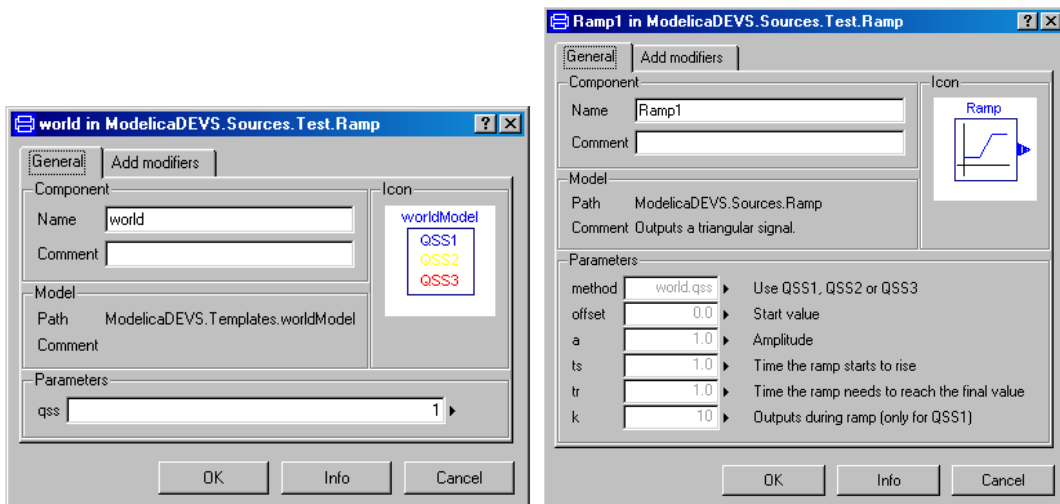 world in ModelicaDEVS.Sources.Test.Ramp
General Add modifiers
Component
Name world
Comment
Icon
worldModel
QSS1
QSS2
QSS3
Model
Path ModelicaDEVS.Templates.worldModel
Comment
Parameters
qss 1
OK Info Cancel
Ramp1 in ModelicaDEVS.Sources.Test.Ramp
General Add modifiers
Component
Name Ramp1
Comment
Icon
Ramp
Model
Path ModelicaDEVS.Sources.Ramp
Comment Outputs a triangular signal.
Parameters
method world.qss Use QSS1, QSS2 or QSS3
offset 0.0 Start value
a 1.0 Amplitude
ts 1.0 Time the ramp starts to rise
tr 1.0 Time the ramp needs to reach the final value
k 10 Outputs during ramp (only for QSS1)
OK Info Cancel